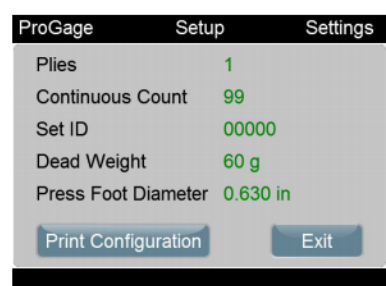 ProGage Setup Settings
Plies 1
Continuous Count 99
Set ID 00000
Dead Weight 60 g
Press Foot Diameter 0.630 in
Print Configuration Exit